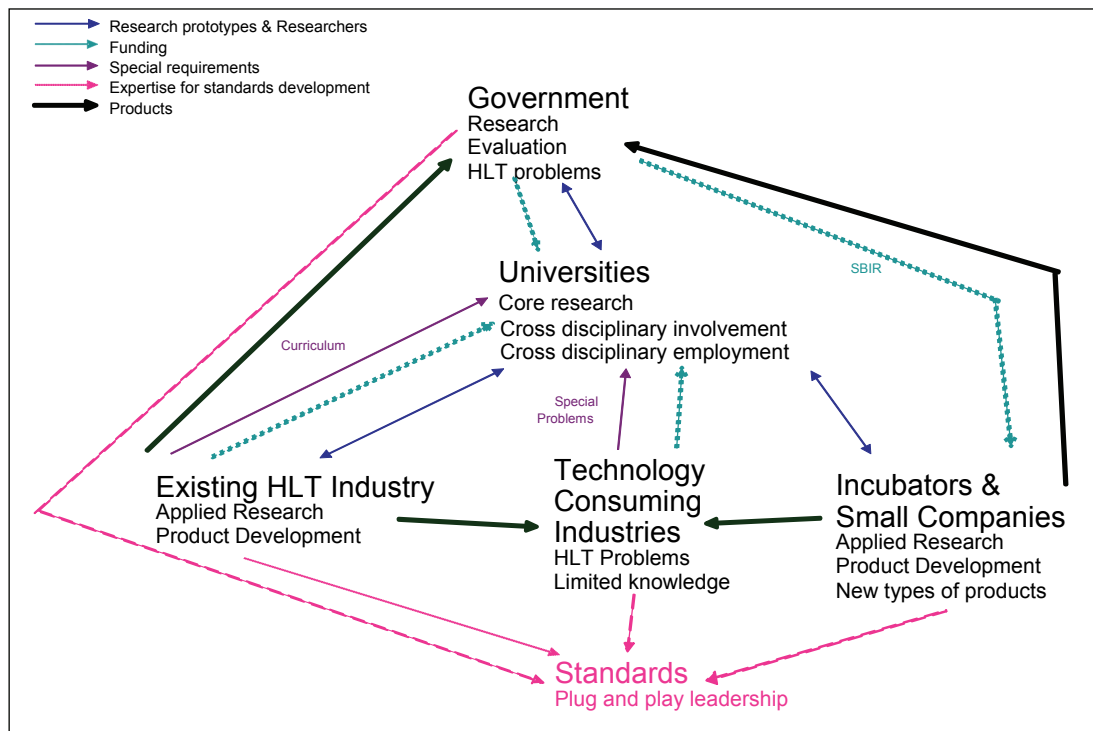 Research prototypes & Researchers
Funding
Special requirements
Expertise for standards development
Products
Government
Research
Evaluation
HLT problems
Universities
Core research
Cross disciplinary involvement
Cross disciplinary employment
SBIR
Curriculum
Special
Problems
Existing HLT Industry
Applied Research
Product Development
Technology
Consuming
Industries
HLT Problems
Limited knowledge
Incubators &
Small Companies
Applied Research
Product Development
New types of products
Standards
Plug and play leadership